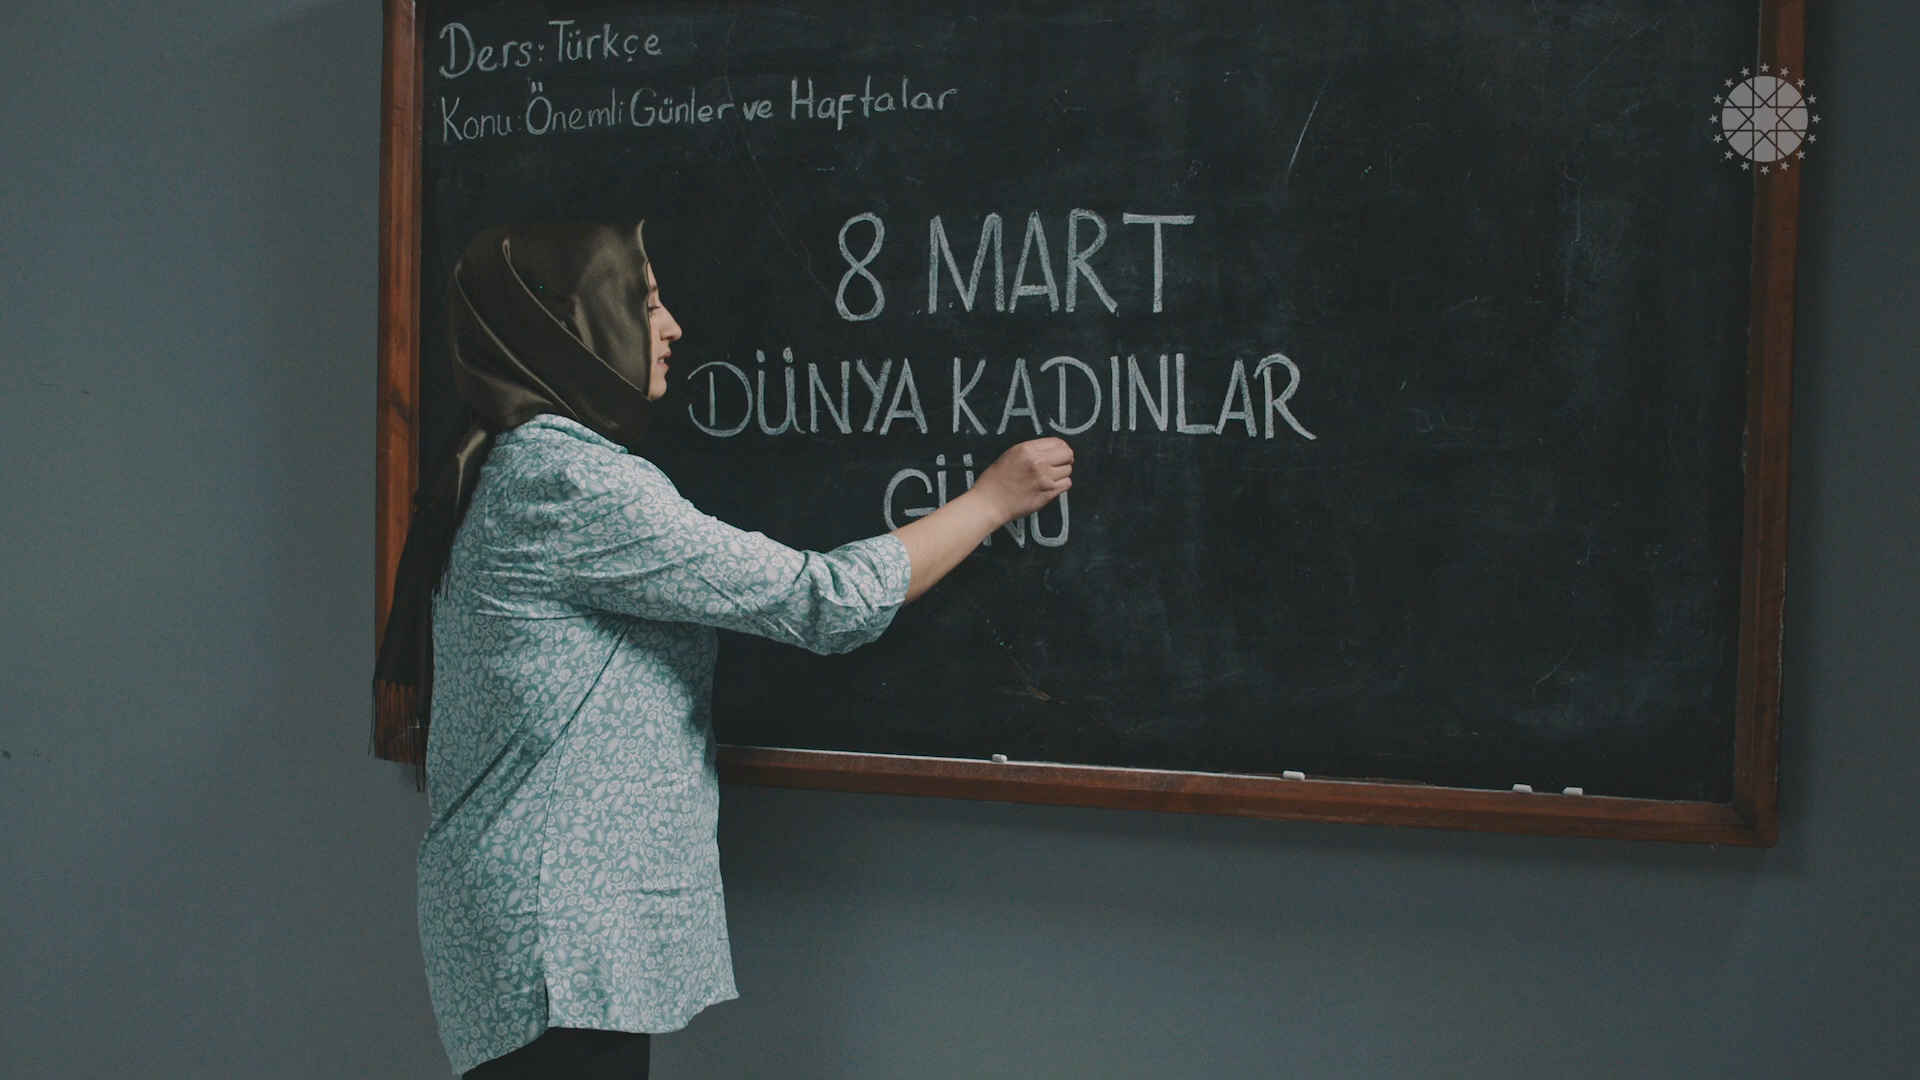 Ders: Türkçe
Konu: Önemli Günler ve Haftalar
8 MART
DÜNYA KADINLAR
GÜNÜ